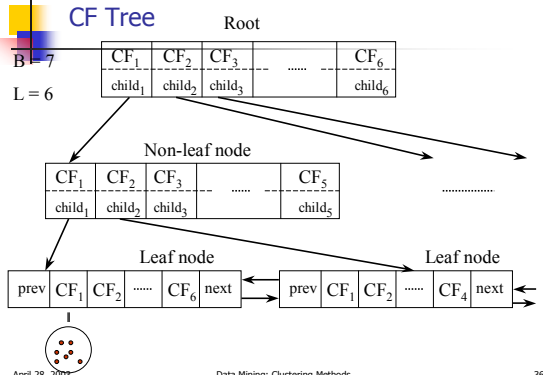 CF Tree
Root
B = 7
L = 6
CF1 CF2 CF3 ...... CF6
child1 child2 child3 child6
Non-leaf node
CF1 CF2 CF3 ...... CF5
child1 child2 child3 child5
................
Leaf node
Leaf node
prev CF1 CF2 ...... CF6 next
prev CF1 CF2 ...... CF4 next
April 28, 2003
Data Mining: Clustering Methods
36